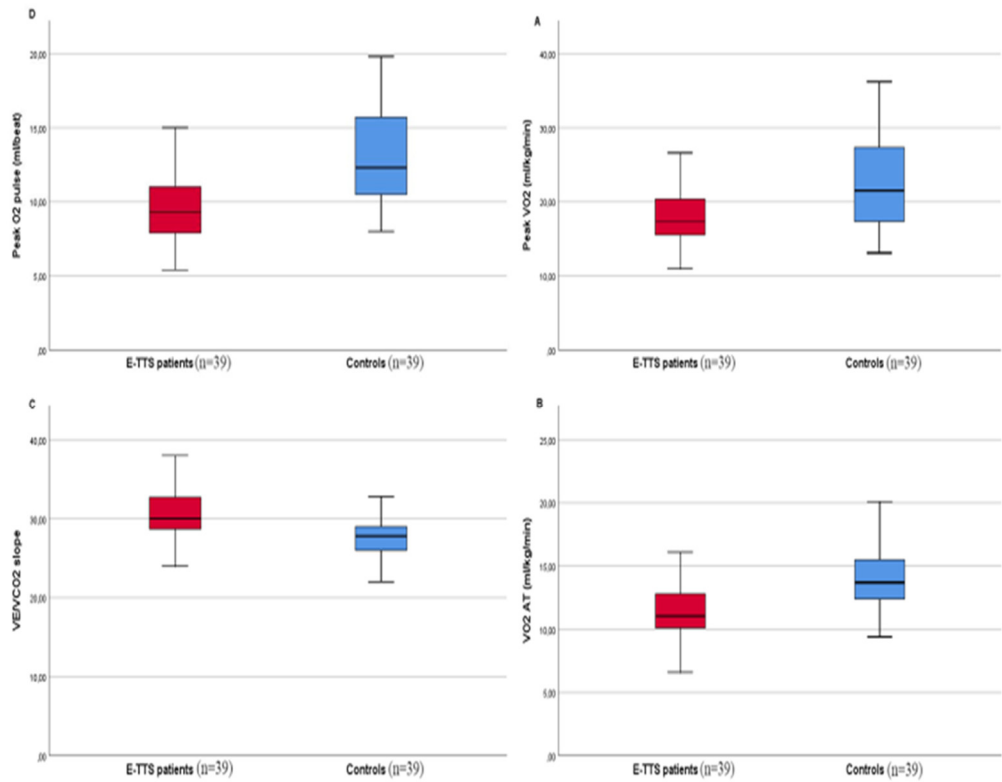 D
Peak O2 pulse (ml/beat)
20,00
15,00
10,00
5,00
,00
E-TTS patients (n=39)
Controls (n=39)
A
Peak VO2 (ml/kg/min)
40,00
30,00
20,00
10,00
,00
E-TTS patients (n=39)
Controls (n=39)
C
VE/VCO2 slope
40,00
30,00
20,00
10,00
,00
E-TTS patients (n=39)
Controls (n=39)
B
VO2 AT (ml/kg/min)
25,00
20,00
15,00
10,00
5,00
,00
E-TTS patients (n=39)
Controls (n=39)